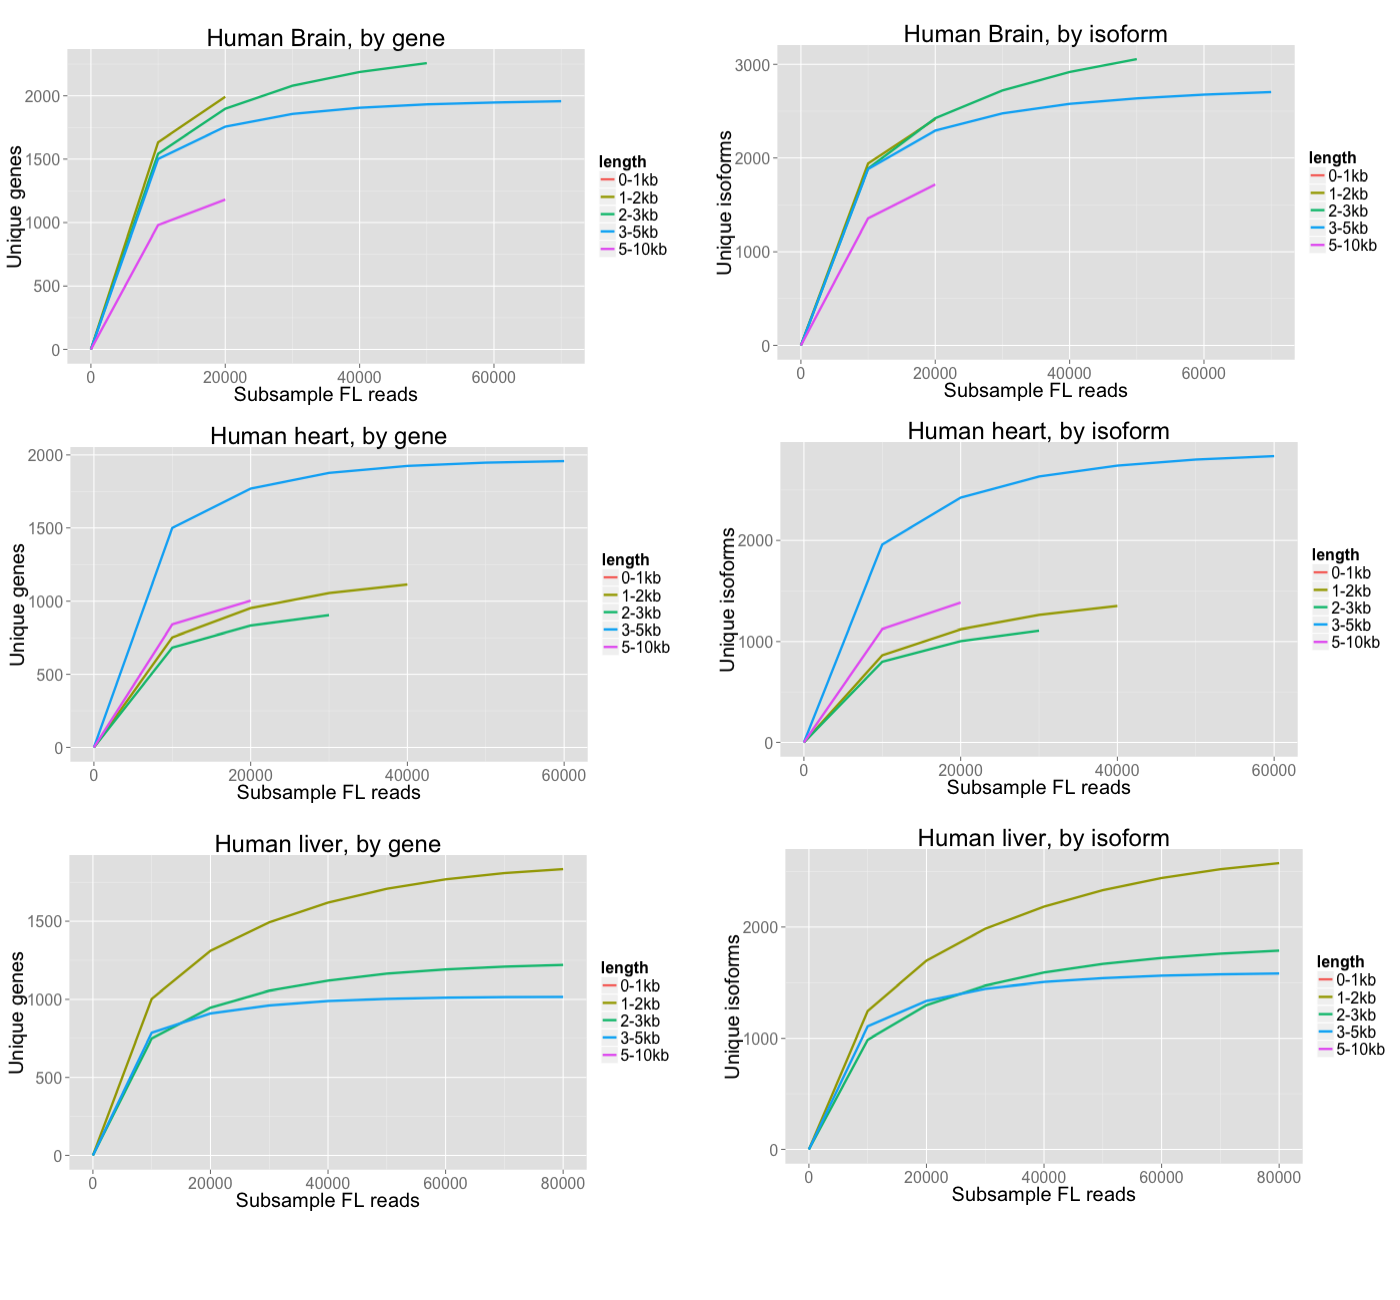 Human Brain, by gene
Unique genes
2000
1500
1000
500
0
0 20000 40000 60000
Subsample FL reads
length
0-1kb
1-2kb
2-3kb
3-5kb
5-10kb
Human Brain, by isoform
Unique isoforms
3000
2000
1000
0
0 20000 40000 60000
Subsample FL reads
length
0-1kb
1-2kb
2-3kb
3-5kb
5-10kb
Human heart, by gene
Unique genes
2000
1500
1000
500
0
0 20000 40000 60000
Subsample FL reads
length
0-1kb
1-2kb
2-3kb
3-5kb
5-10kb
Human heart, by isoform
Unique isoforms
2000
1000
0
0 20000 40000 60000
Subsample FL reads
length
0-1kb
1-2kb
2-3kb
3-5kb
5-10kb
Human liver, by gene
Unique genes
1500
1000
500
0
0 20000 40000 60000 80000
Subsample FL reads
length
0-1kb
1-2kb
2-3kb
3-5kb
5-10kb
Human liver, by isoform
Unique isoforms
2000
1000
0
0 20000 40000 60000 80000
Subsample FL reads
length
0-1kb
1-2kb
2-3kb
3-5kb
5-10kb